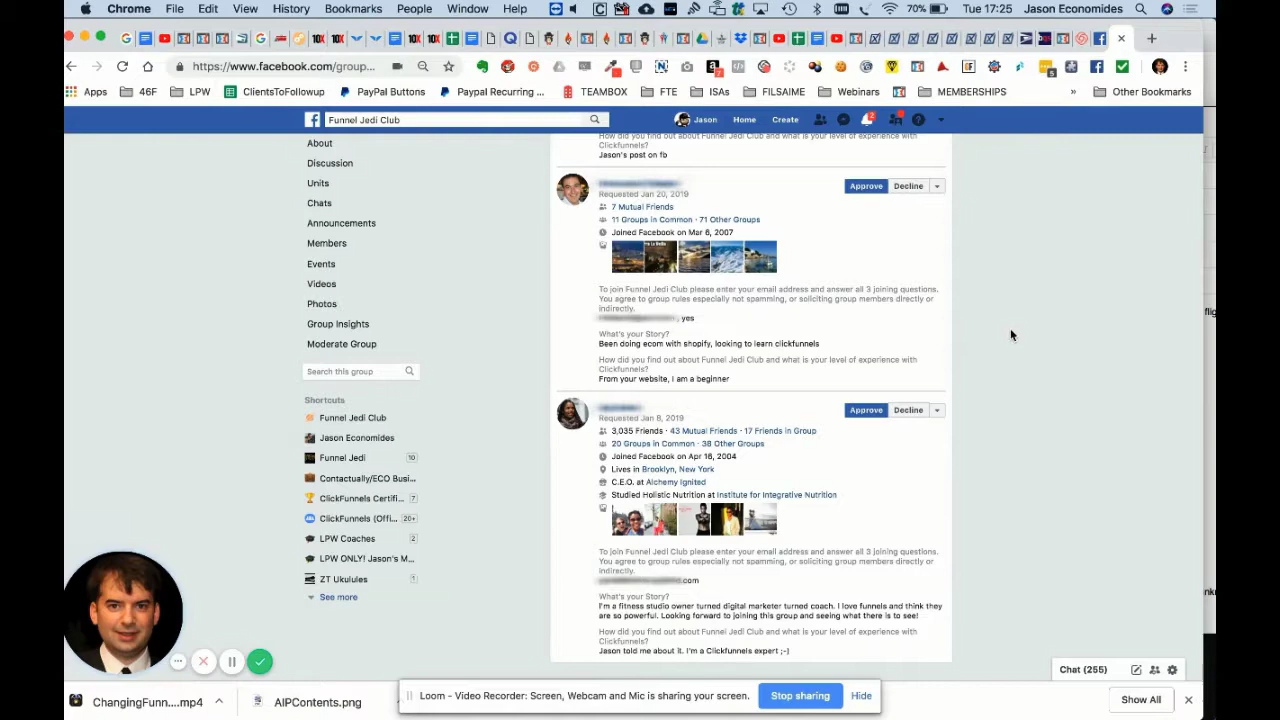 Chrome File Edit View History Bookmarks People Window Help 70% Tue 17:25 Jason Economides
https://www.facebook.com/group...
Apps 46F LPW ClientsToFollowup PayPal Buttons Paypal Recurring ... TEAMBOX FTE ISAs FILSAIME Webinars MEMBERSHIPS » Other Bookmarks
Funnel Jedi Club Jason Home Create 2
About
Discussion
Units
Chats
Announcements
Members
Events
Videos
Photos
Group Insights
Moderate Group
Search this group
Shortcuts
Funnel Jedi Club
Jason Economides
Funnel Jedi 10
Contactually/ECO Busi...
ClickFunnels Certifi... 7
ClickFunnels (Offi... 20+
LPW Coaches 2
LPW ONLY! Jason's M...
ZT Ukulules 1
See more
How did you find out about Funnel Jedi Club and what is your level of experience with
Clickfunnels?
Jason's post on fb
Approve Decline
Requested Jan 20, 2019
7 Mutual Friends
11 Groups in Common · 71 Other Groups
Joined Facebook on Mar 6, 2007
To join Funnel Jedi Club please enter your email address and answer all 3 joining questions.
You agree to group rules especially not spamming, or soliciting group members directly or
indirectly.
, yes
What's your Story?
Been doing ecom with shopify, looking to learn clickfunnels
How did you find out about Funnel Jedi Club and what is your level of experience with
Clickfunnels?
From your website, I am a beginner
Approve Decline
Requested Jan 8, 2019
3,035 Friends · 43 Mutual Friends · 17 Friends in Group
20 Groups in Common · 38 Other Groups
Joined Facebook on Apr 16, 2004
Lives in Brooklyn, New York
C.E.O. at Alchemy Ignited
Studied Holistic Nutrition at Institute for Integrative Nutrition
To join Funnel Jedi Club please enter your email address and answer all 3 joining questions.
You agree to group rules especially not spamming, or soliciting group members directly or
indirectly.
.com
What's your Story?
I'm a fitness studio owner turned digital marketer turned coach. I love funnels and think they
are so powerful. Looking forward to joining this group and seeing what there is to see!
How did you find out about Funnel Jedi Club and what is your level of experience with
Clickfunnels?
Jason told me about it. I'm a Clickfunnels expert ;-)
Chat (255)
ChangingFunn....mp4 AIPContents.png
Loom - Video Recorder: Screen, Webcam and Mic is sharing your screen. Stop sharing Hide
Show All